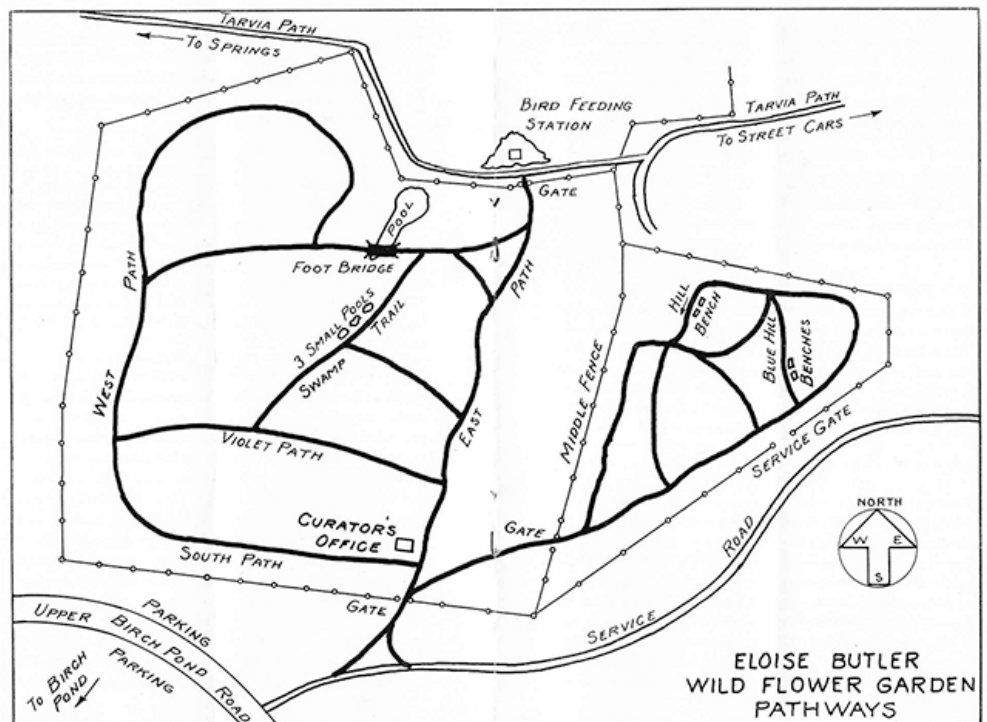 TARVIA PATH
TO SPRINGS
BIRD FEEDING
STATION
TARVIA PATH
TO STREET CARS
GATE
POOL
FOOT BRIDGE
PATH
WEST
3 SMALL POOLS
SWAMP TRAIL
EAST PATH
MIDDLE FENCE
HILL
BENCH
BLUE HILL
BENCHES
VIOLET PATH
SERVICE GATE
CURATOR'S
OFFICE
GATE
SOUTH PATH
GATE
NORTH
W E
S
SERVICE ROAD
PARKING
UPPER BIRCH POND ROAD
PARKING
TO BIRCH
POND
ELOISE BUTLER
WILD FLOWER GARDEN
PATHWAYS